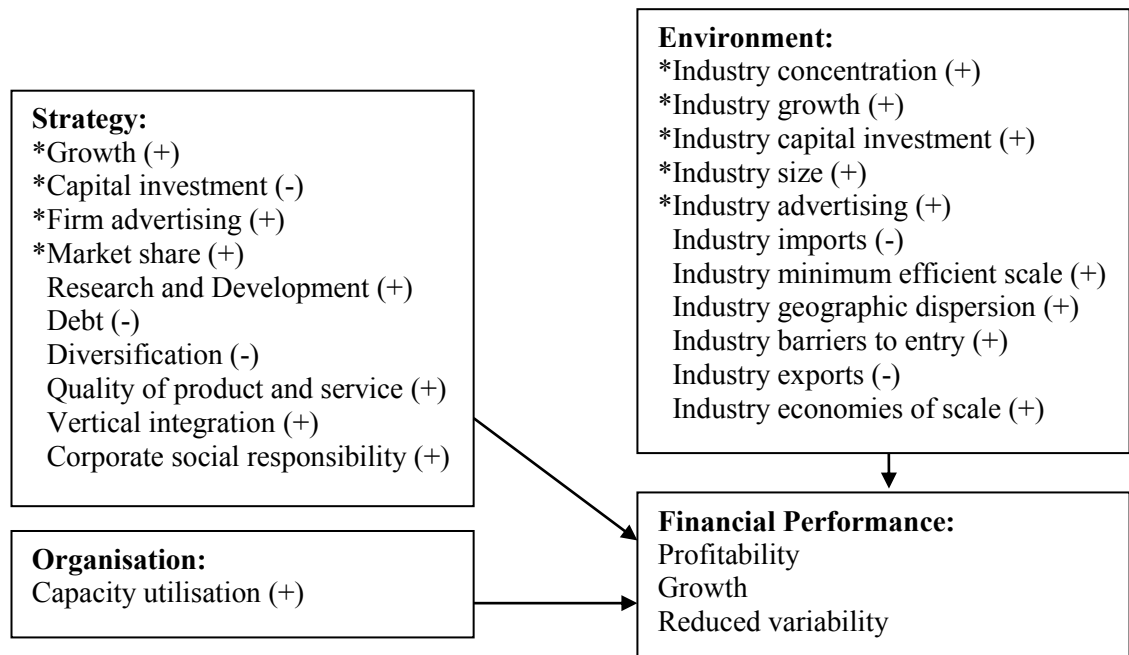 Strategy:
*Growth (+)
*Capital investment (-)
*Firm advertising (+)
*Market share (+)
Research and Development (+)
Debt (-)
Diversification (-)
Quality of product and service (+)
Vertical integration (+)
Corporate social responsibility (+)
Organisation:
Capacity utilisation (+)
Environment:
*Industry concentration (+)
*Industry growth (+)
*Industry capital investment (+)
*Industry size (+)
*Industry advertising (+)
Industry imports (-)
Industry minimum efficient scale (+)
Industry geographic dispersion (+)
Industry barriers to entry (+)
Industry exports (-)
Industry economies of scale (+)
Financial Performance:
Profitability
Growth
Reduced variability